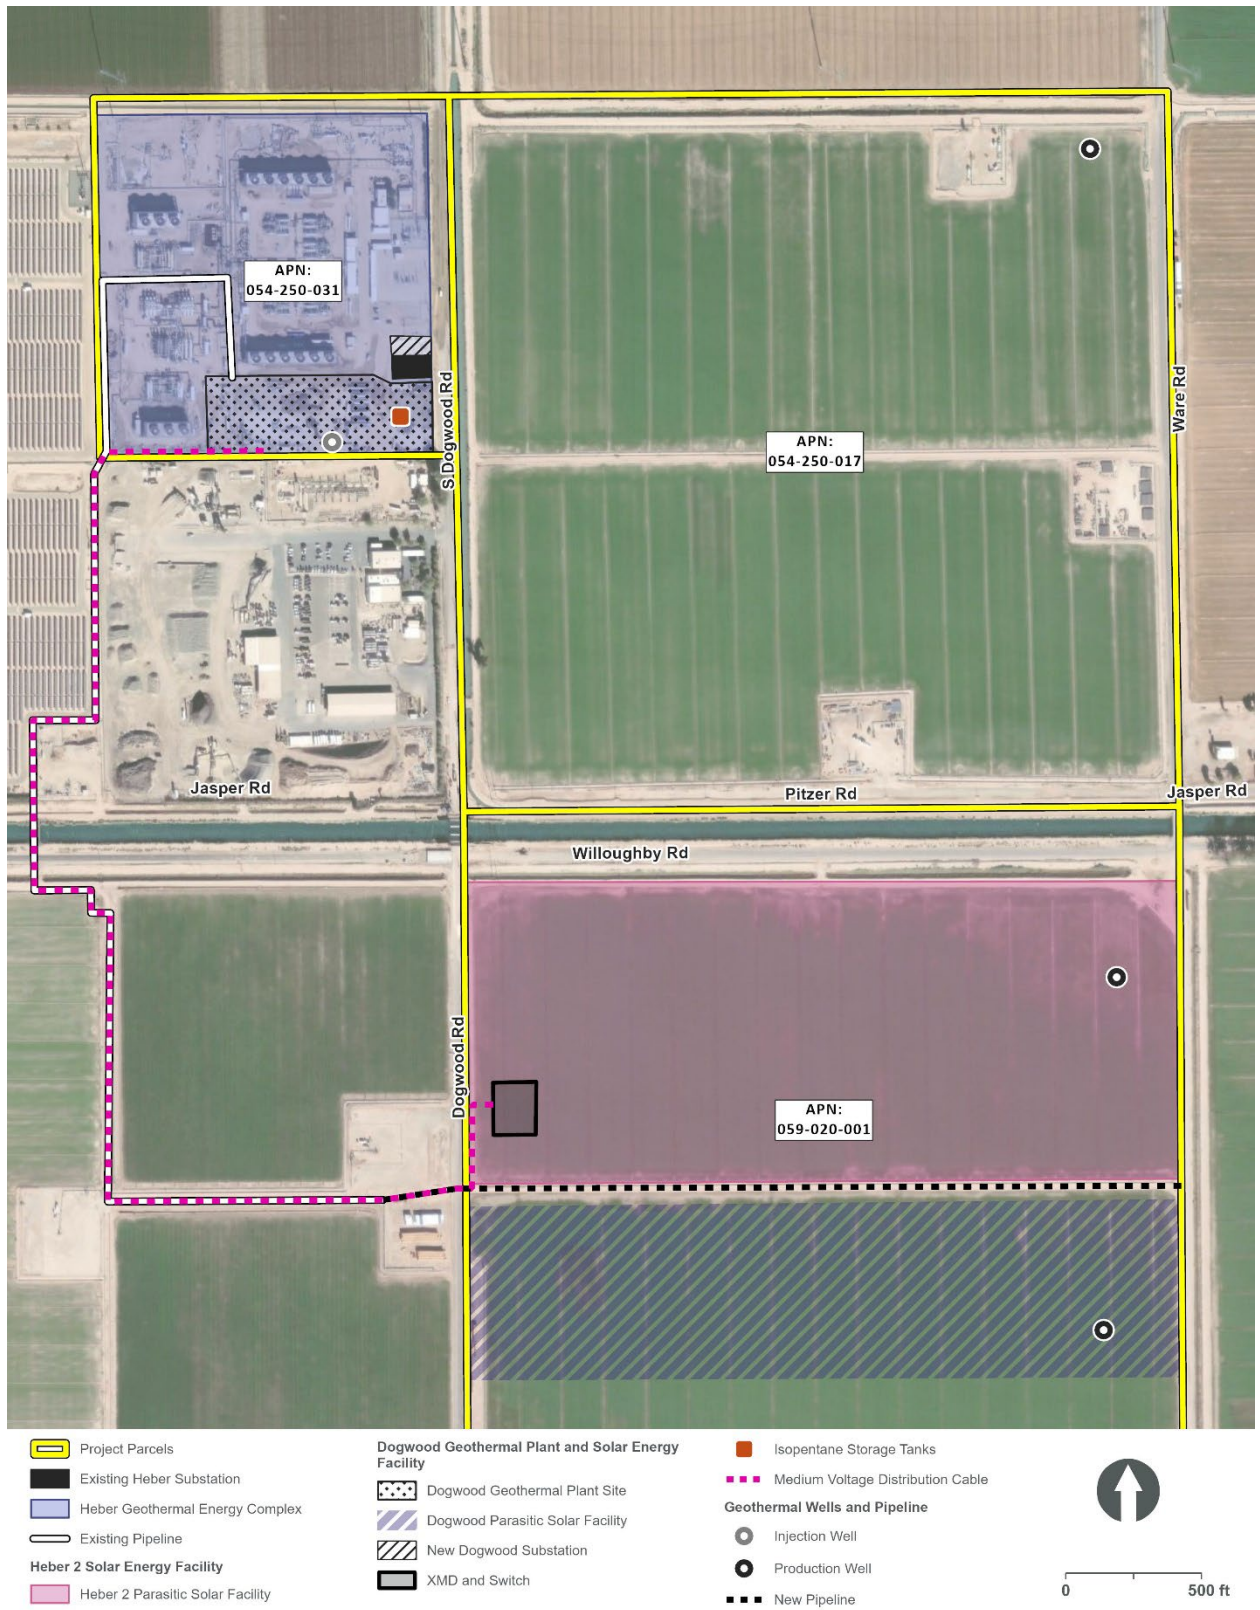 APN:
054-250-031
S Dogwood Rd
Ware Rd
APN:
054-250-017
Jasper Rd
Pitzer Rd
Jasper Rd
Willoughby Rd
Dogwood Rd
APN:
059-020-001
Project Parcels
Existing Heber Substation
Heber Geothermal Energy Complex
Existing Pipeline
Heber 2 Solar Energy Facility
Heber 2 Parasitic Solar Facility
Dogwood Geothermal Plant and Solar Energy
Facility
Dogwood Geothermal Plant Site
Dogwood Parasitic Solar Facility
New Dogwood Substation
XMD and Switch
Isopentane Storage Tanks
Medium Voltage Distribution Cable
Geothermal Wells and Pipeline
Injection Well
Production Well
New Pipeline
0 500 ft